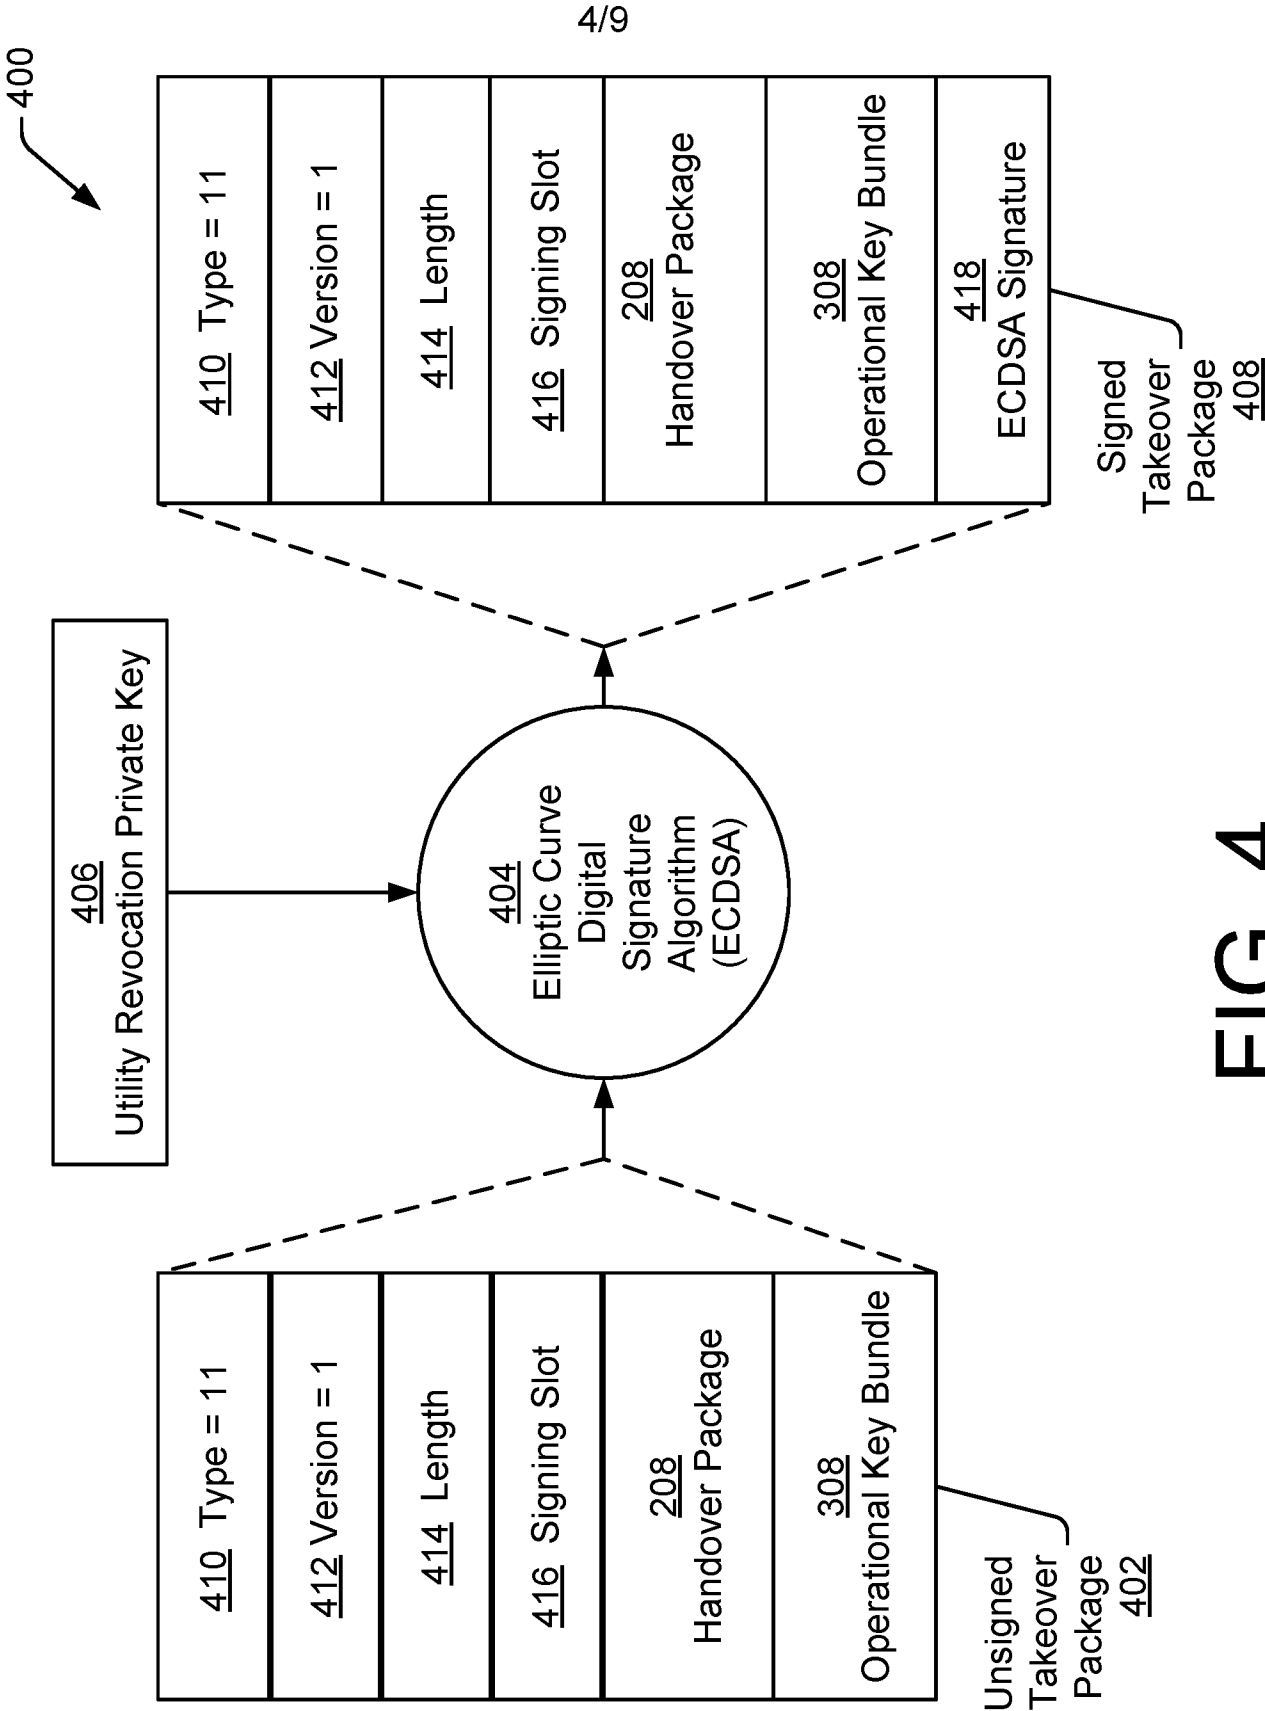 4/9
400
406
Utility Revocation Private Key
410 Type = 11
412 Version = 1
414 Length
416 Signing Slot
208
Handover Package
308
Operational Key Bundle
Unsigned
Takeover
Package
402
404
Elliptic Curve
Digital
Signature
Algorithm
(ECDSA)
410 Type = 11
412 Version = 1
414 Length
416 Signing Slot
208
Handover Package
308
Operational Key Bundle
418
ECDSA Signature
Signed
Takeover
Package
408
FIG 4